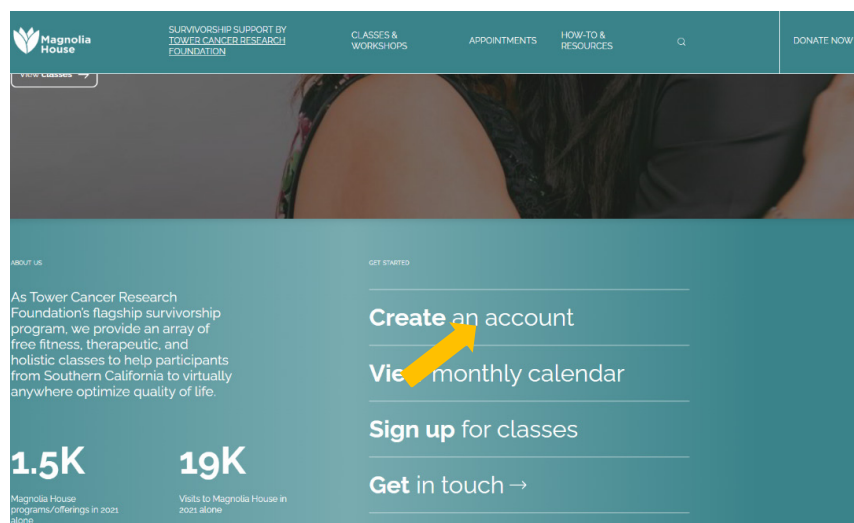 Magnolia
House
SURVIVORSHIP SUPPORT BY
TOWER CANCER RESEARCH
FOUNDATION
CLASSES &
WORKSHOPS
APPOINTMENTS
HOW-TO &
RESOURCES
DONATE NOW
View Classes →
ABOUT US
As Tower Cancer Research
Foundation's flagship survivorship
program, we provide an array of
free fitness, therapeutic, and
holistic classes to help participants
from Southern California to virtually
anywhere optimize quality of life.
1.5K
Magnolia House
programs/offerings in 2021
alone
19K
Visits to Magnolia House in
2021 alone
GET STARTED
Create an account
View monthly calendar
Sign up for classes
Get in touch →